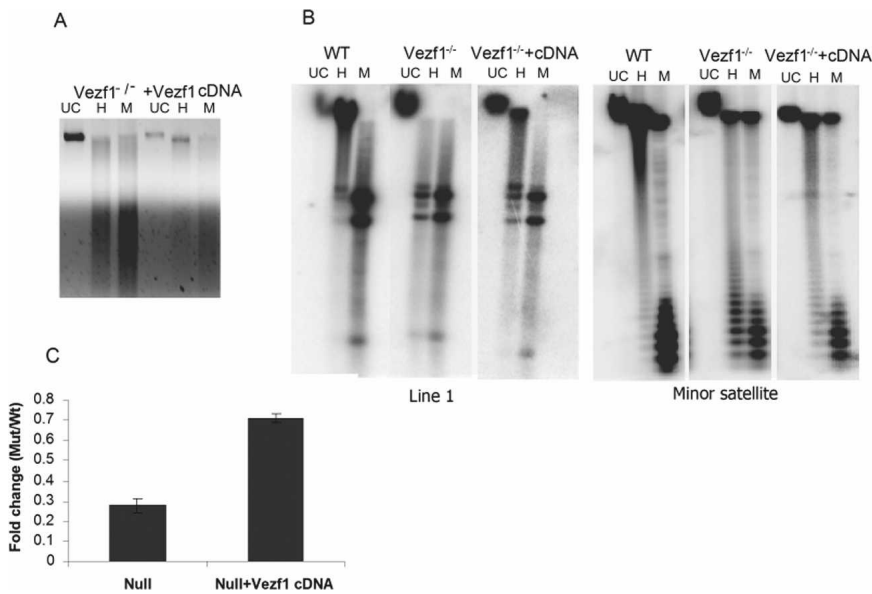 A
Vezf1⁻/⁻ +Vezf1 cDNA
UC H M UC H M
B
WT Vezf1⁻/⁻ Vezf1⁻/⁻+cDNA
UC H M UC H M UC H M
Line 1
WT Vezf1⁻/⁻ Vezf1⁻/⁻+cDNA
UC H M UC H M UC H M
Minor satellite
C
Fold change (Mut/Wt)
0.8
0.7
0.6
0.5
0.4
0.3
0.2
0.1
0
Null Null+Vezf1 cDNA